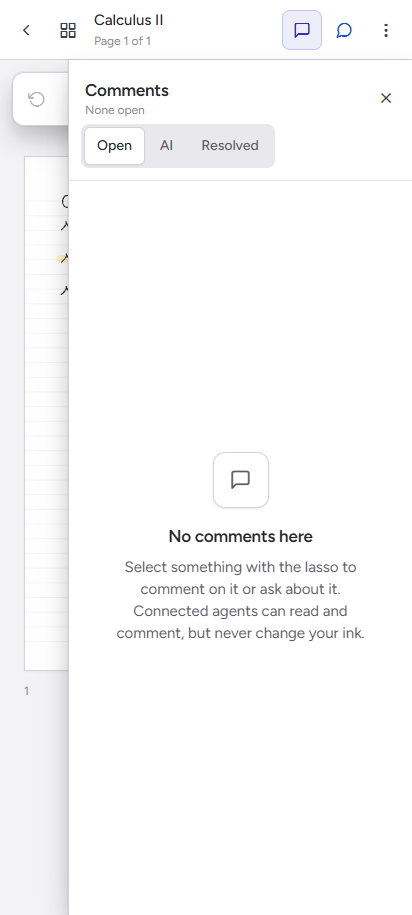 Calculus II
Page 1 of 1
Comments
None open
Open AI Resolved
No comments here
Select something with the lasso to
comment on it or ask about it.
Connected agents can read and
comment, but never change your ink.
1